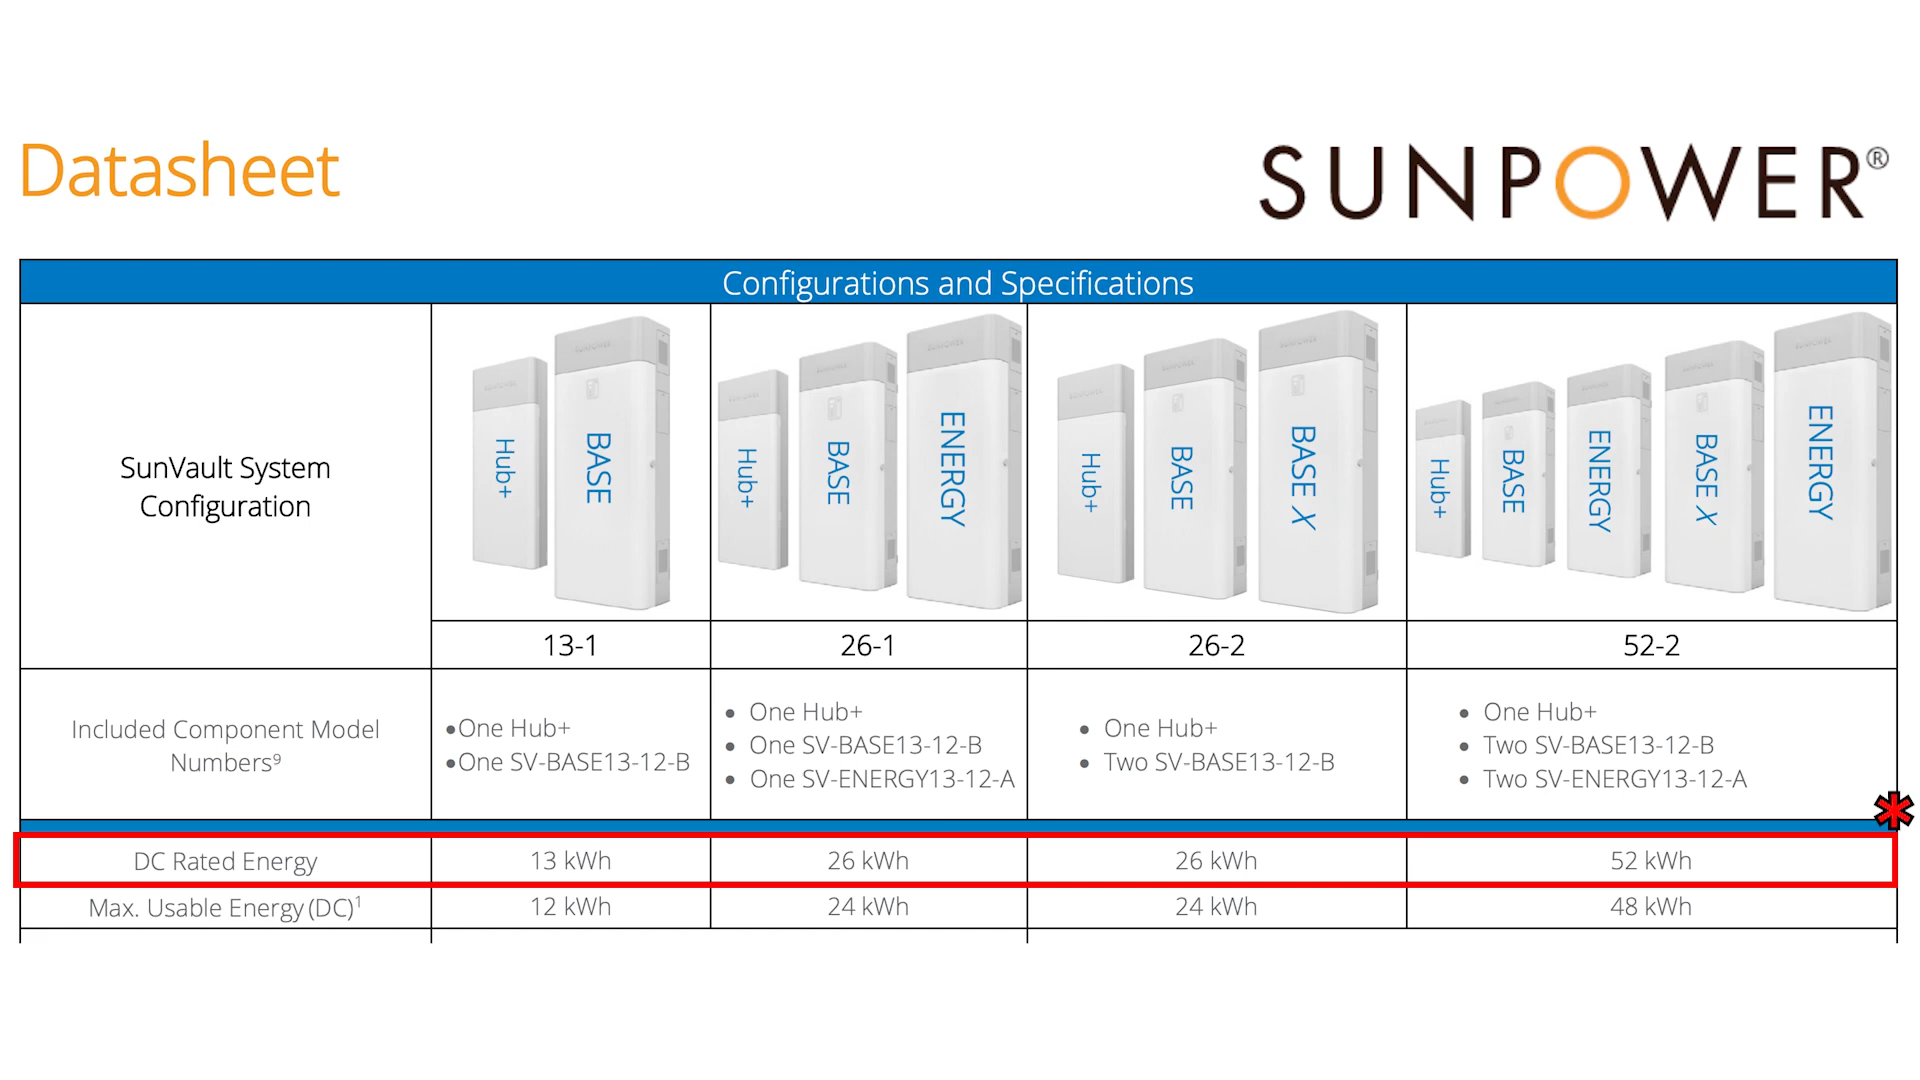 Datasheet
SUNPOWER®
Configurations and Specifications
SunVault System
Configuration
Hub+
BASE
Hub+
BASE
ENERGY
Hub+
BASE
BASE X
Hub+
BASE
ENERGY
BASE X
ENERGY
13-1
26-1
26-2
52-2
Included Component Model
Numbers⁹
•One Hub+
•One SV-BASE13-12-B
• One Hub+
• One SV-BASE13-12-B
• One SV-ENERGY13-12-A
• One Hub+
• Two SV-BASE13-12-B
• One Hub+
• Two SV-BASE13-12-B
• Two SV-ENERGY13-12-A
*
DC Rated Energy
13 kWh
26 kWh
26 kWh
52 kWh
Max. Usable Energy (DC)¹
12 kWh
24 kWh
24 kWh
48 kWh